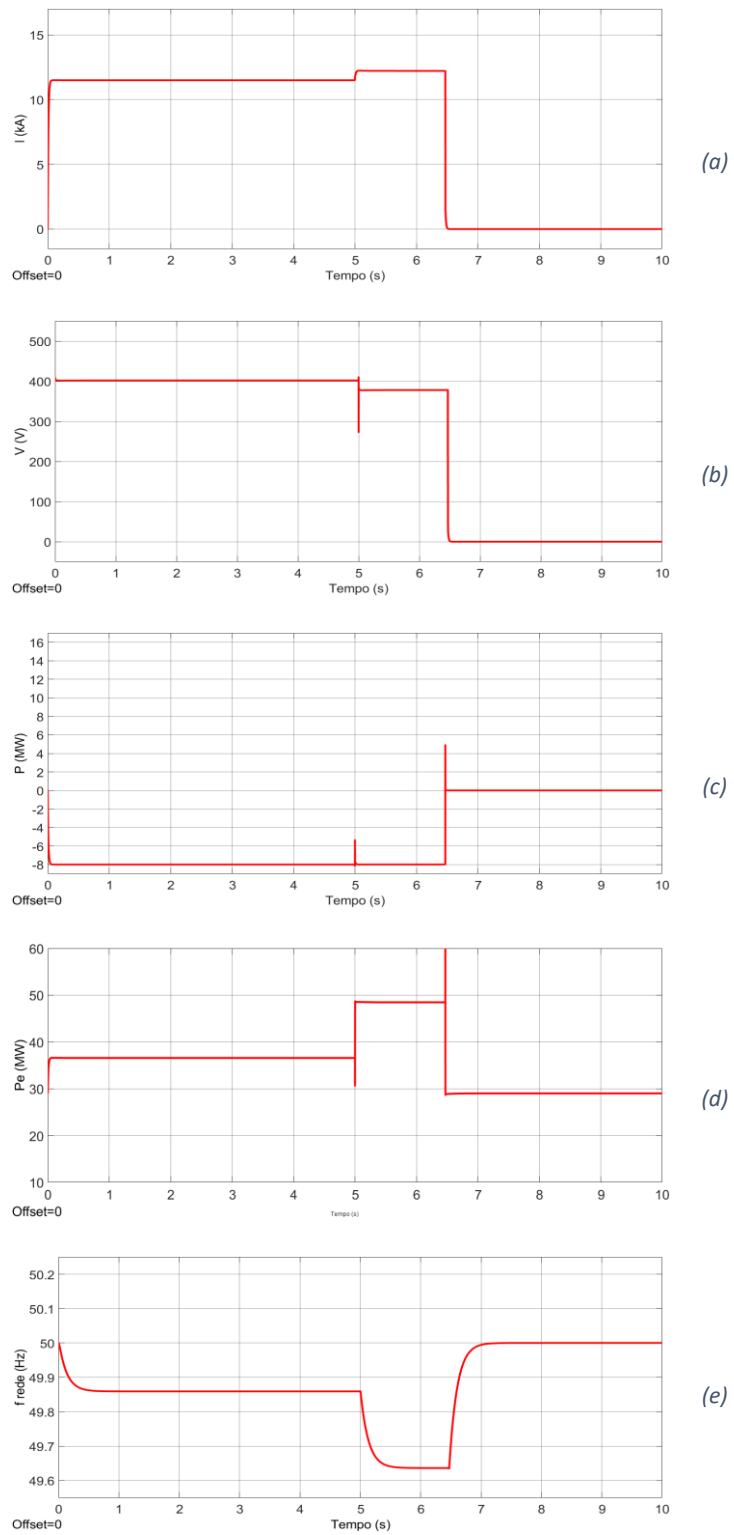 15
10
5
0
I (kA)
0 1 2 3 4 5 6 7 8 9 10
Offset=0
Tempo (s)
(a)
500
400
300
200
100
0
V (V)
0 1 2 3 4 5 6 7 8 9 10
Offset=0
Tempo (s)
(b)
16
14
12
10
8
6
4
2
0
-2
-4
-6
-8
P (MW)
0 1 2 3 4 5 6 7 8 9 10
Offset=0
Tempo (s)
(c)
60
50
40
30
20
10
Pe (MW)
0 1 2 3 4 5 6 7 8 9 10
Offset=0
Tempo (s)
(d)
50.2
50.1
50
49.9
49.8
49.7
49.6
f rede (Hz)
0 1 2 3 4 5 6 7 8 9 10
Offset=0
Tempo (s)
(e)